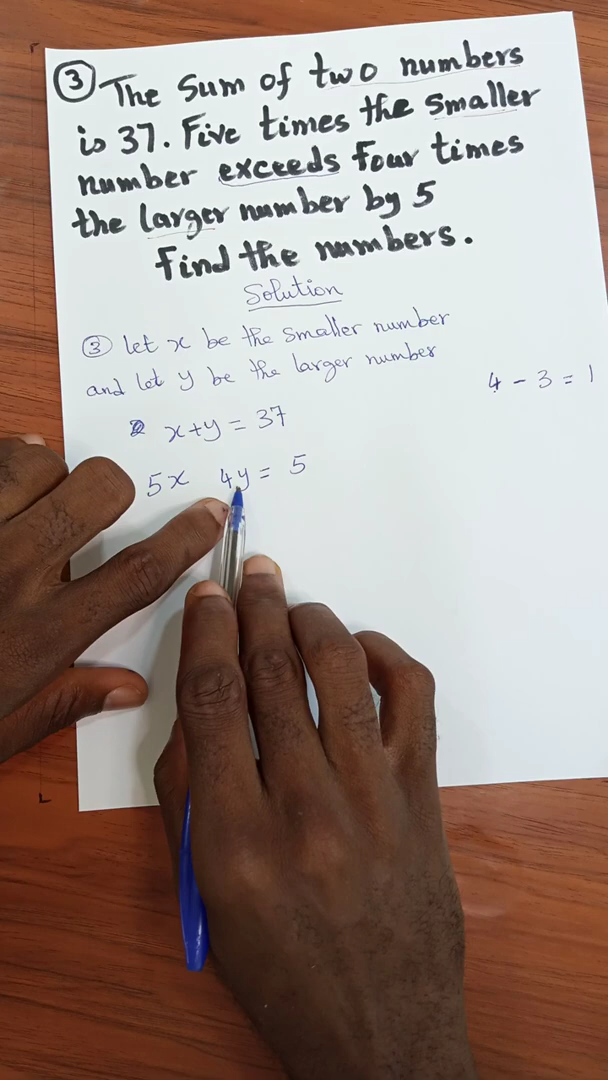 ③ The Sum of two numbers
is 37. Five times the smaller
number exceeds four times
the larger number by 5
find the numbers.
Solution
③ let x be the smaller number
and let y be the larger number
4 - 3 = 1
x+y = 37
5x 4y = 5